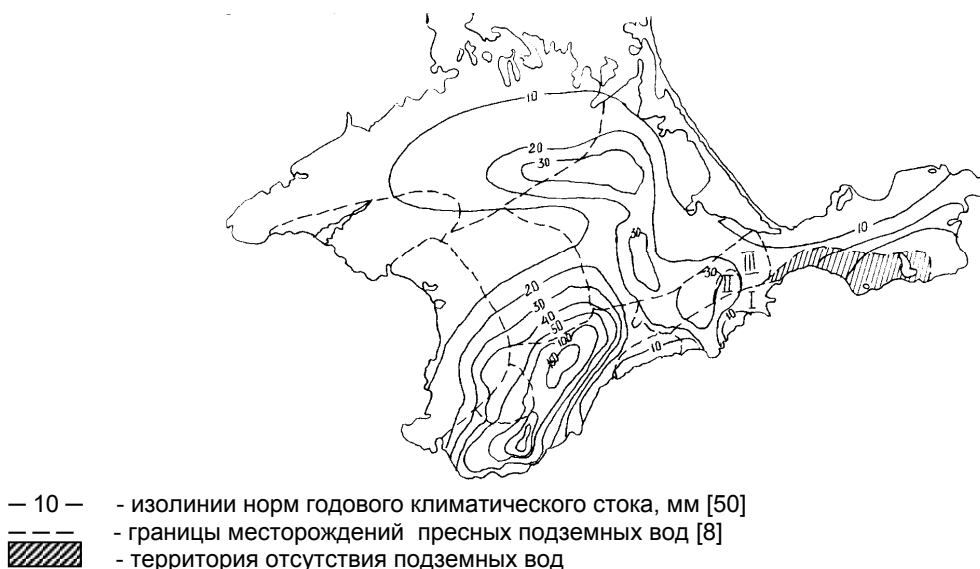 10
20
30
10
30
III
30
II
I
20
30
40
50
100
10
10
— 10 — - изолинии норм годового климатического стока, мм [50]
- границы месторождений пресных подземных вод [8]
- территория отсутствия подземных вод